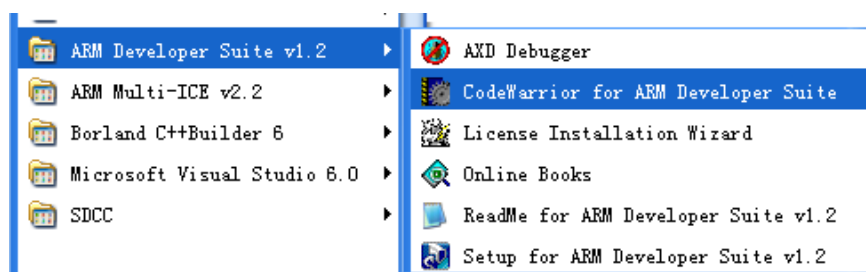 ARM Developer Suite v1.2
ARM Multi-ICE v2.2
Borland C++Builder 6
Microsoft Visual Studio 6.0
SDCC
AXD Debugger
CodeWarrior for ARM Developer Suite
License Installation Wizard
Online Books
ReadMe for ARM Developer Suite v1.2
Setup for ARM Developer Suite v1.2